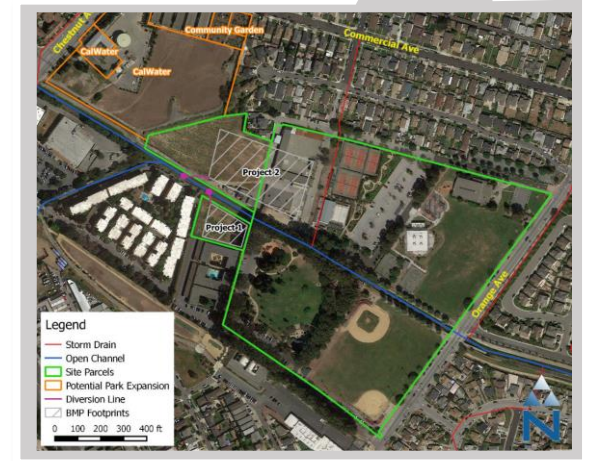 Chestnut A
Community Garden
Commercial Ave
CalWater
CalWater
Project 2
Project 1
Orange Ave
Legend
Storm Drain
Open Channel
Site Parcels
Potential Park Expansion
Diversion Line
BMP Footprints
0 100 200 300 400 ft
N